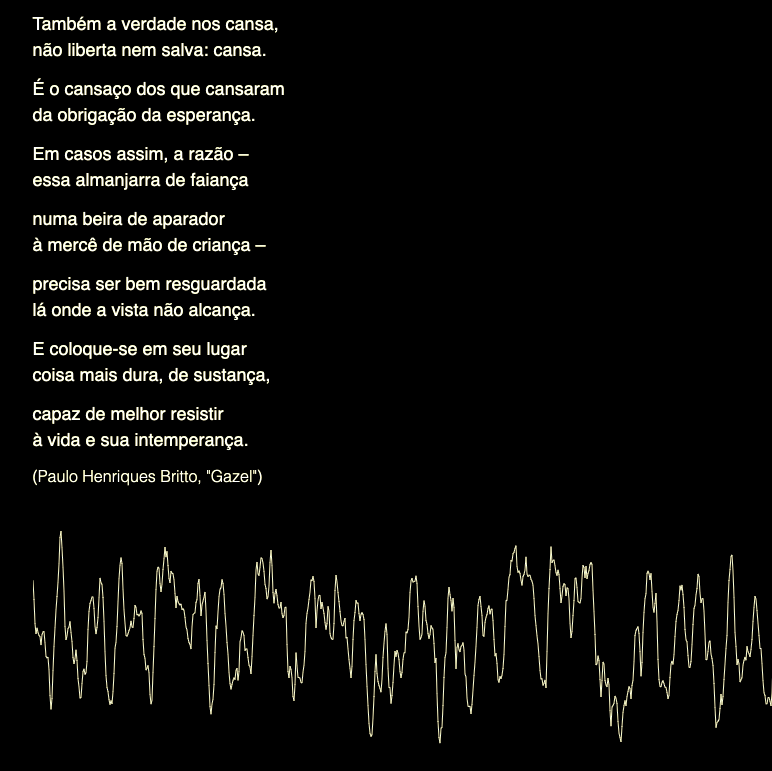 Também a verdade nos cansa,
não liberta nem salva: cansa.
É o cansaço dos que cansaram
da obrigação da esperança.
Em casos assim, a razão –
essa almanjarra de faiança
numa beira de aparador
à mercê de mão de criança –
precisa ser bem resguardada
lá onde a vista não alcança.
E coloque-se em seu lugar
coisa mais dura, de sustança,
capaz de melhor resistir
à vida e sua intemperança.
(Paulo Henriques Britto, "Gazel")